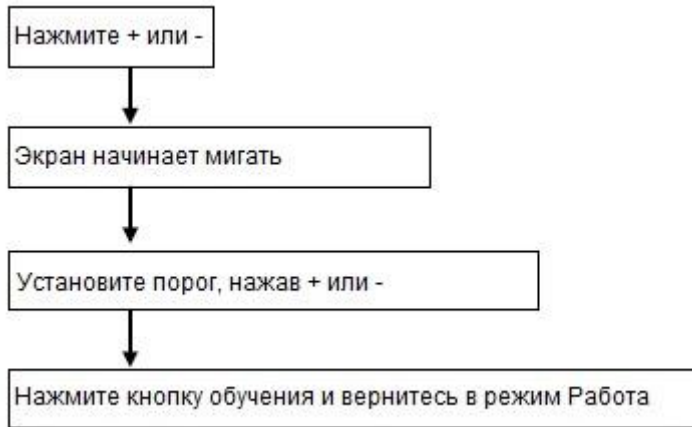 Нажмите + или -
Экран начинает мигать
Установите порог, нажав + или -
Нажмите кнопку обучения и вернитесь в режим Работа